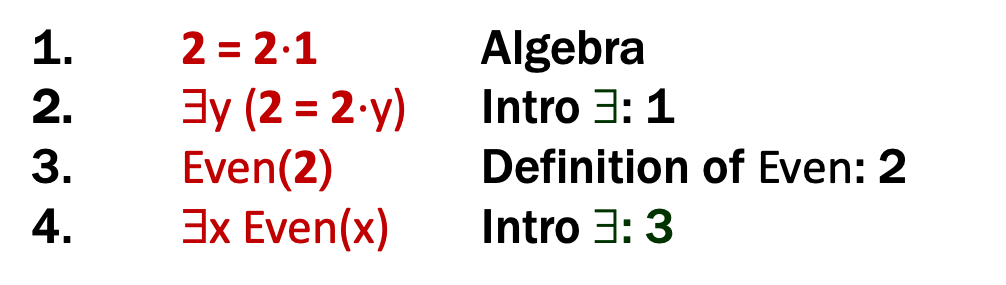 1. 2 = 2·1 Algebra
2. ∃y (2 = 2·y) Intro ∃: 1
3. Even(2) Definition of Even: 2
4. ∃x Even(x) Intro ∃: 3